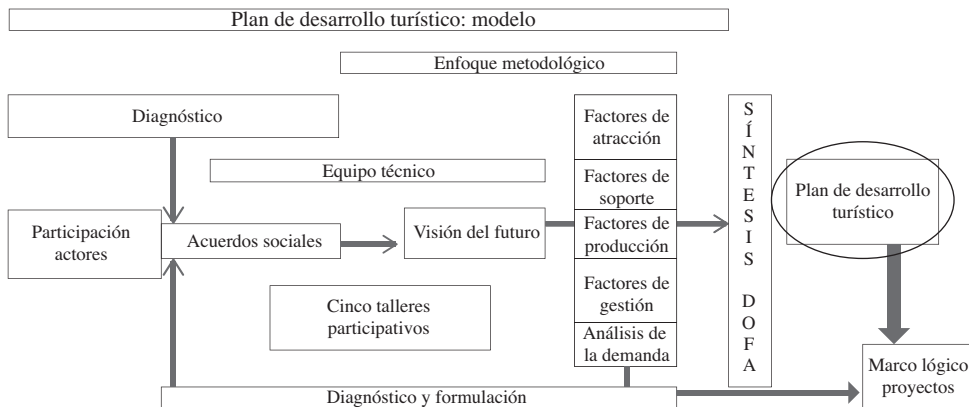 Plan de desarrollo turístico: modelo
Enfoque metodológico
Diagnóstico
Equipo técnico
Participación
actores
Acuerdos sociales
Visión del futuro
Cinco talleres
participativos
Factores de
atracción
Factores de
soporte
Factores de
producción
Factores de
gestión
Análisis de
la demanda
SÍNTESIS DOFA
Plan de desarrollo
turístico
Marco lógico
proyectos
Diagnóstico y formulación